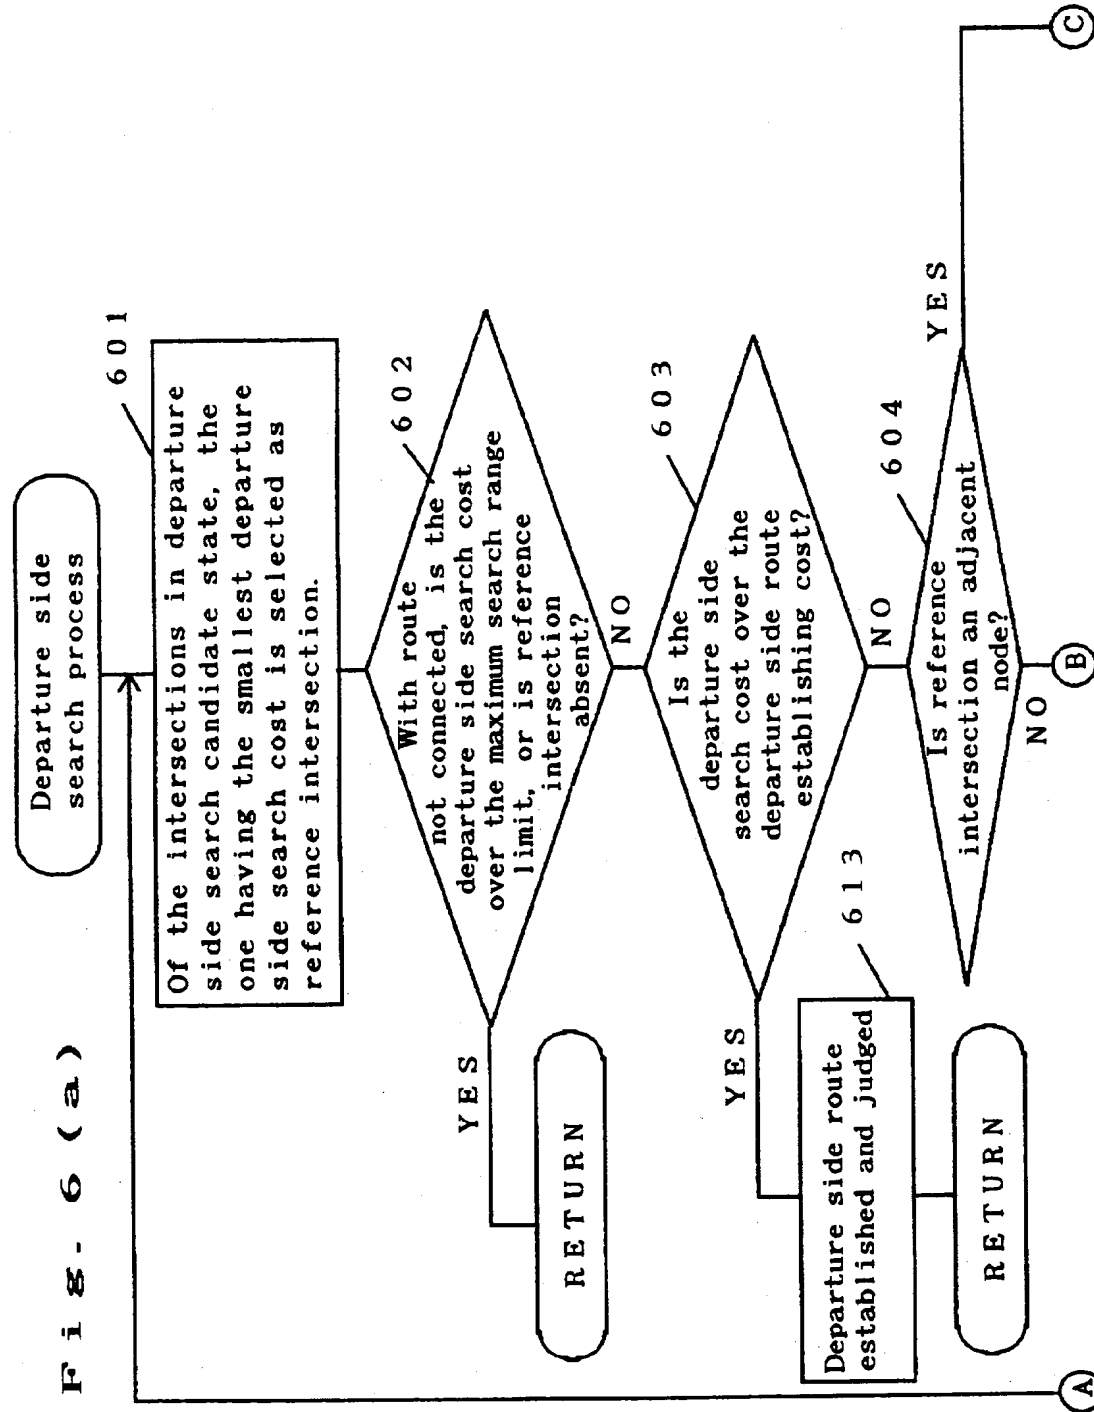 Fig. 6 (a)
Departure side
search process
601
Of the intersections in departure
side search candidate state, the
one having the smallest departure
side search cost is selected as
reference intersection.
602
With route
not connected, is the
departure side search cost
over the maximum search range
limit, or is reference
intersection
absent?
YES
RETURN
NO
603
Is the
departure side
search cost over the
departure side route
establishing cost?
YES
613
Departure side route
established and judged
RETURN
NO
604
Is reference
intersection an adjacent
node?
YES
NO
A
B
C